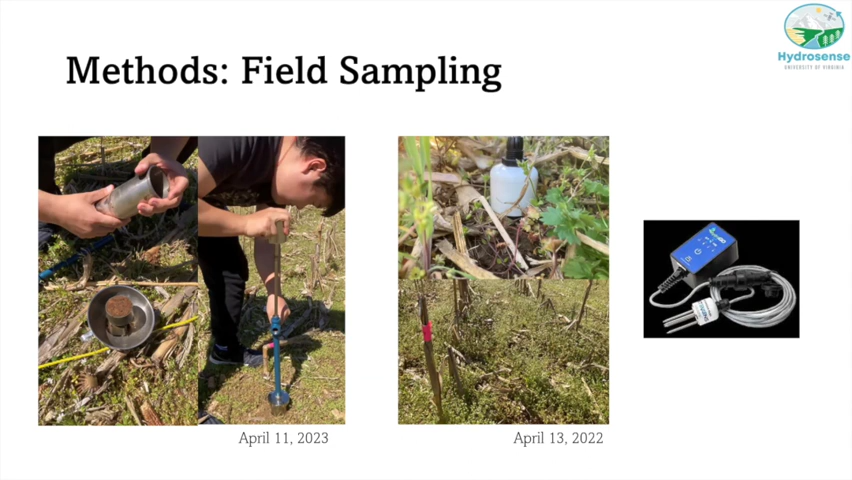 Hydrosense
UNIVERSITY OF VIRGINIA
Methods: Field Sampling
April 11, 2023
April 13, 2022